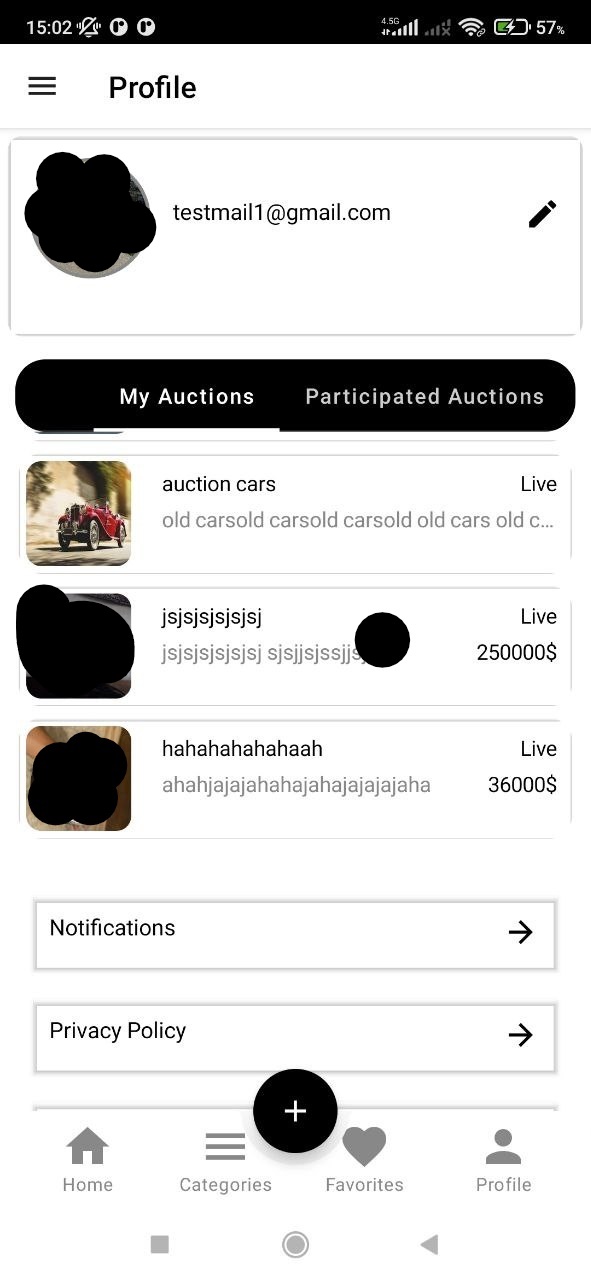 15:02 4.5G 57%
Profile
testmail1@gmail.com
My Auctions Participated Auctions
auction cars Live
old carsold carsold carsold old cars old c...
jsjsjsjsjsjsj Live
jsjsjsjsjsjsj 250000$
hahahahahahaah Live
ahahjajajahahajahajajajajaha 36000$
Notifications
Privacy Policy
Home Categories Favorites Profile